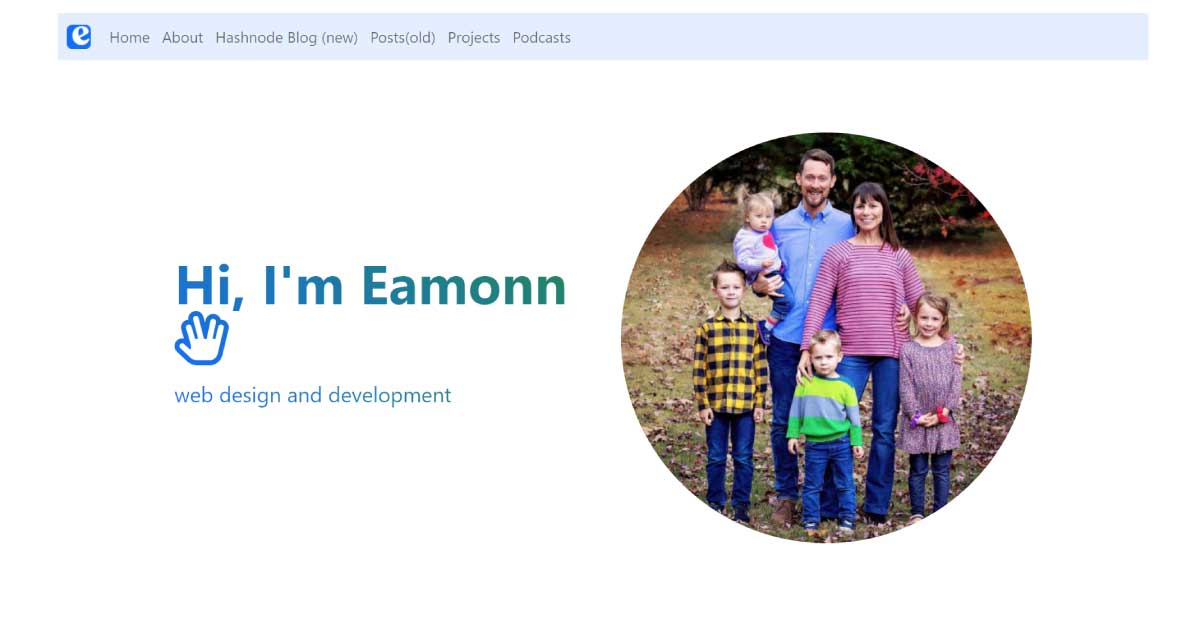 e
Home About Hashnode Blog (new) Posts(old) Projects Podcasts
Hi, I'm Eamonn
web design and development